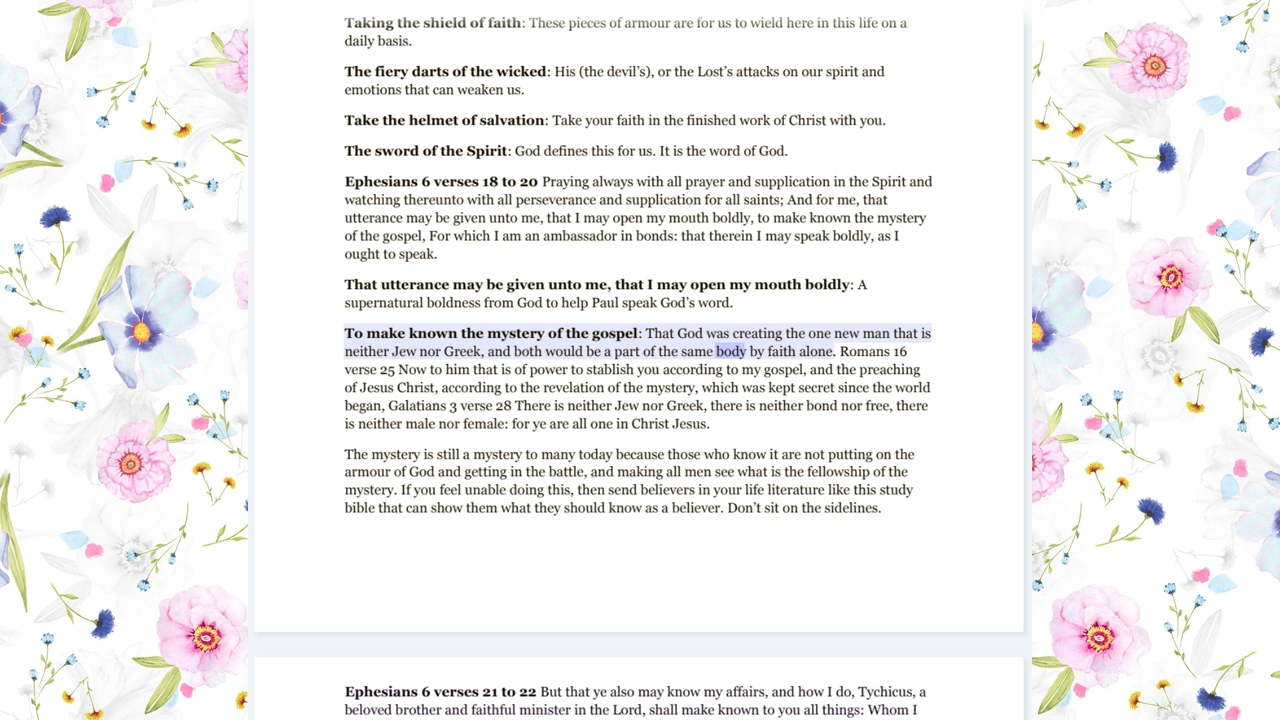 Taking the shield of faith: These pieces of armour are for us to wield here in this life on a
daily basis.
The fiery darts of the wicked: His (the devil's), or the Lost's attacks on our spirit and
emotions that can weaken us.
Take the helmet of salvation: Take your faith in the finished work of Christ with you.
The sword of the Spirit: God defines this for us. It is the word of God.
Ephesians 6 verses 18 to 20 Praying always with all prayer and supplication in the Spirit and
watching thereunto with all perseverance and supplication for all saints; And for me, that
utterance may be given unto me, that I may open my mouth boldly, to make known the mystery
of the gospel, For which I am an ambassador in bonds: that therein I may speak boldly, as I
ought to speak.
That utterance may be given unto me, that I may open my mouth boldly: A
supernatural boldness from God to help Paul speak God's word.
To make known the mystery of the gospel: That God was creating the one new man that is
neither Jew nor Greek, and both would be a part of the same body by faith alone. Romans 16
verse 25 Now to him that is of power to stablish you according to my gospel, and the preaching
of Jesus Christ, according to the revelation of the mystery, which was kept secret since the world
began, Galatians 3 verse 28 There is neither Jew nor Greek, there is neither bond nor free, there
is neither male nor female: for ye are all one in Christ Jesus.
The mystery is still a mystery to many today because those who know it are not putting on the
armour of God and getting in the battle, and making all men see what is the fellowship of the
mystery. If you feel unable doing this, then send believers in your life literature like this study
bible that can show them what they should know as a believer. Don't sit on the sidelines.
Ephesians 6 verses 21 to 22 But that ye also may know my affairs, and how I do, Tychicus, a
beloved brother and faithful minister in the Lord, shall make known to you all things: Whom I